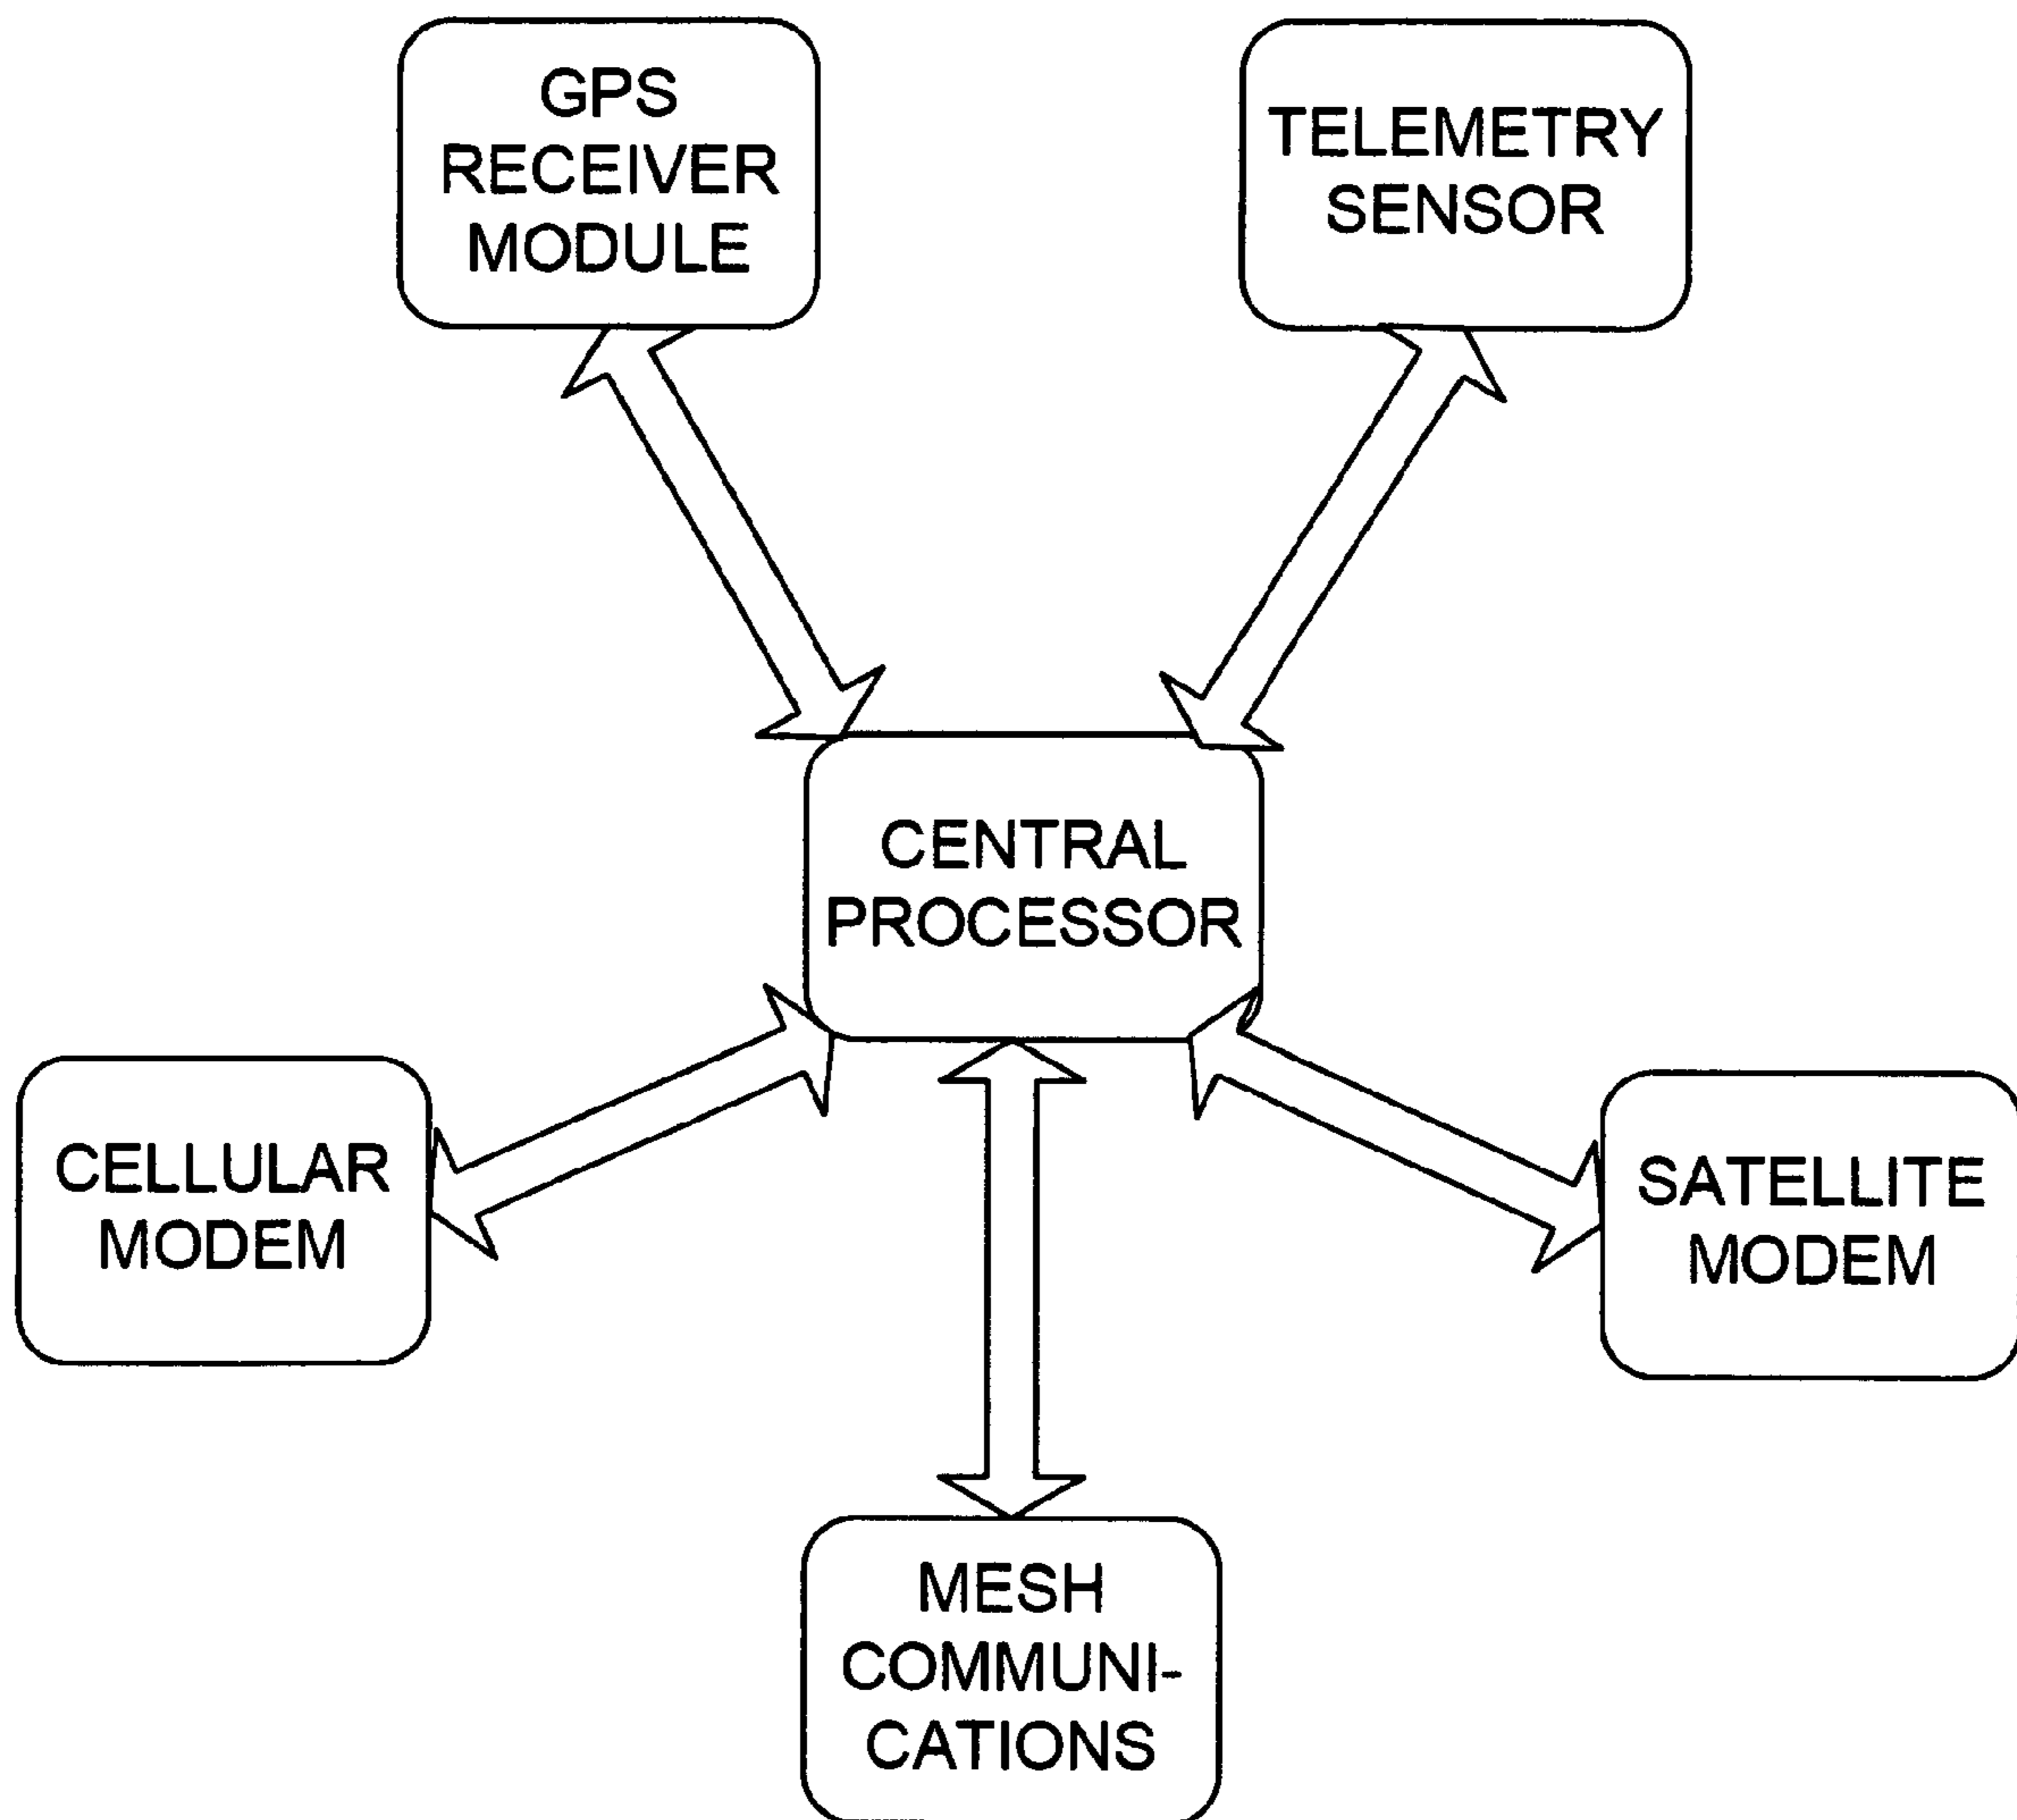 GPS
RECEIVER
MODULE
TELEMETRY
SENSOR
CENTRAL
PROCESSOR
CELLULAR
MODEM
SATELLITE
MODEM
MESH
COMMUNI-
CATIONS